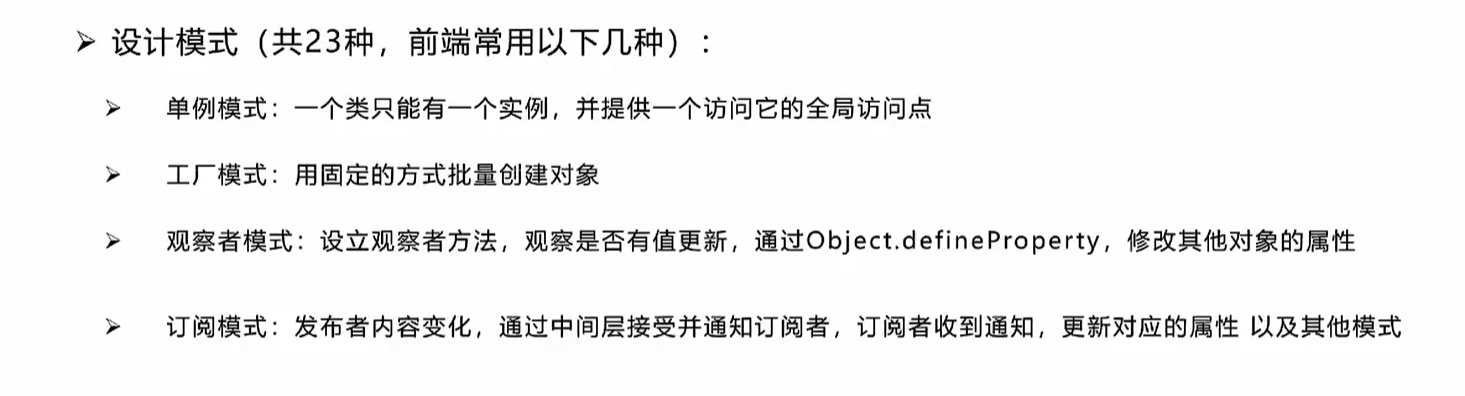 ➢ 设计模式（共23种，前端常用以下几种）：
➢ 单例模式：一个类只能有一个实例，并提供一个访问它的全局访问点
➢ 工厂模式：用固定的方式批量创建对象
➢ 观察者模式：设立观察者方法，观察是否有值更新，通过Object.defineProperty，修改其他对象的属性
➢ 订阅模式：发布者内容变化，通过中间层接受并通知订阅者，订阅者收到通知，更新对应的属性 以及其他模式